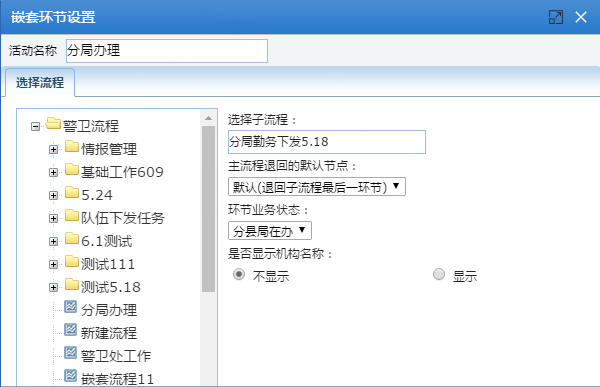 嵌套环节设置
活动名称 分局办理
选择流程
警卫流程
情报管理
基础工作609
5.24
队伍下发任务
6.1测试
测试111
测试5.18
分局办理
新建流程
警卫处工作
嵌套流程11
选择子流程：
分局勤务下发5.18
主流程退回的默认节点：
默认(退回子流程最后一环节)
环节业务状态：
分县局在办
是否显示机构名称：
不显示 显示